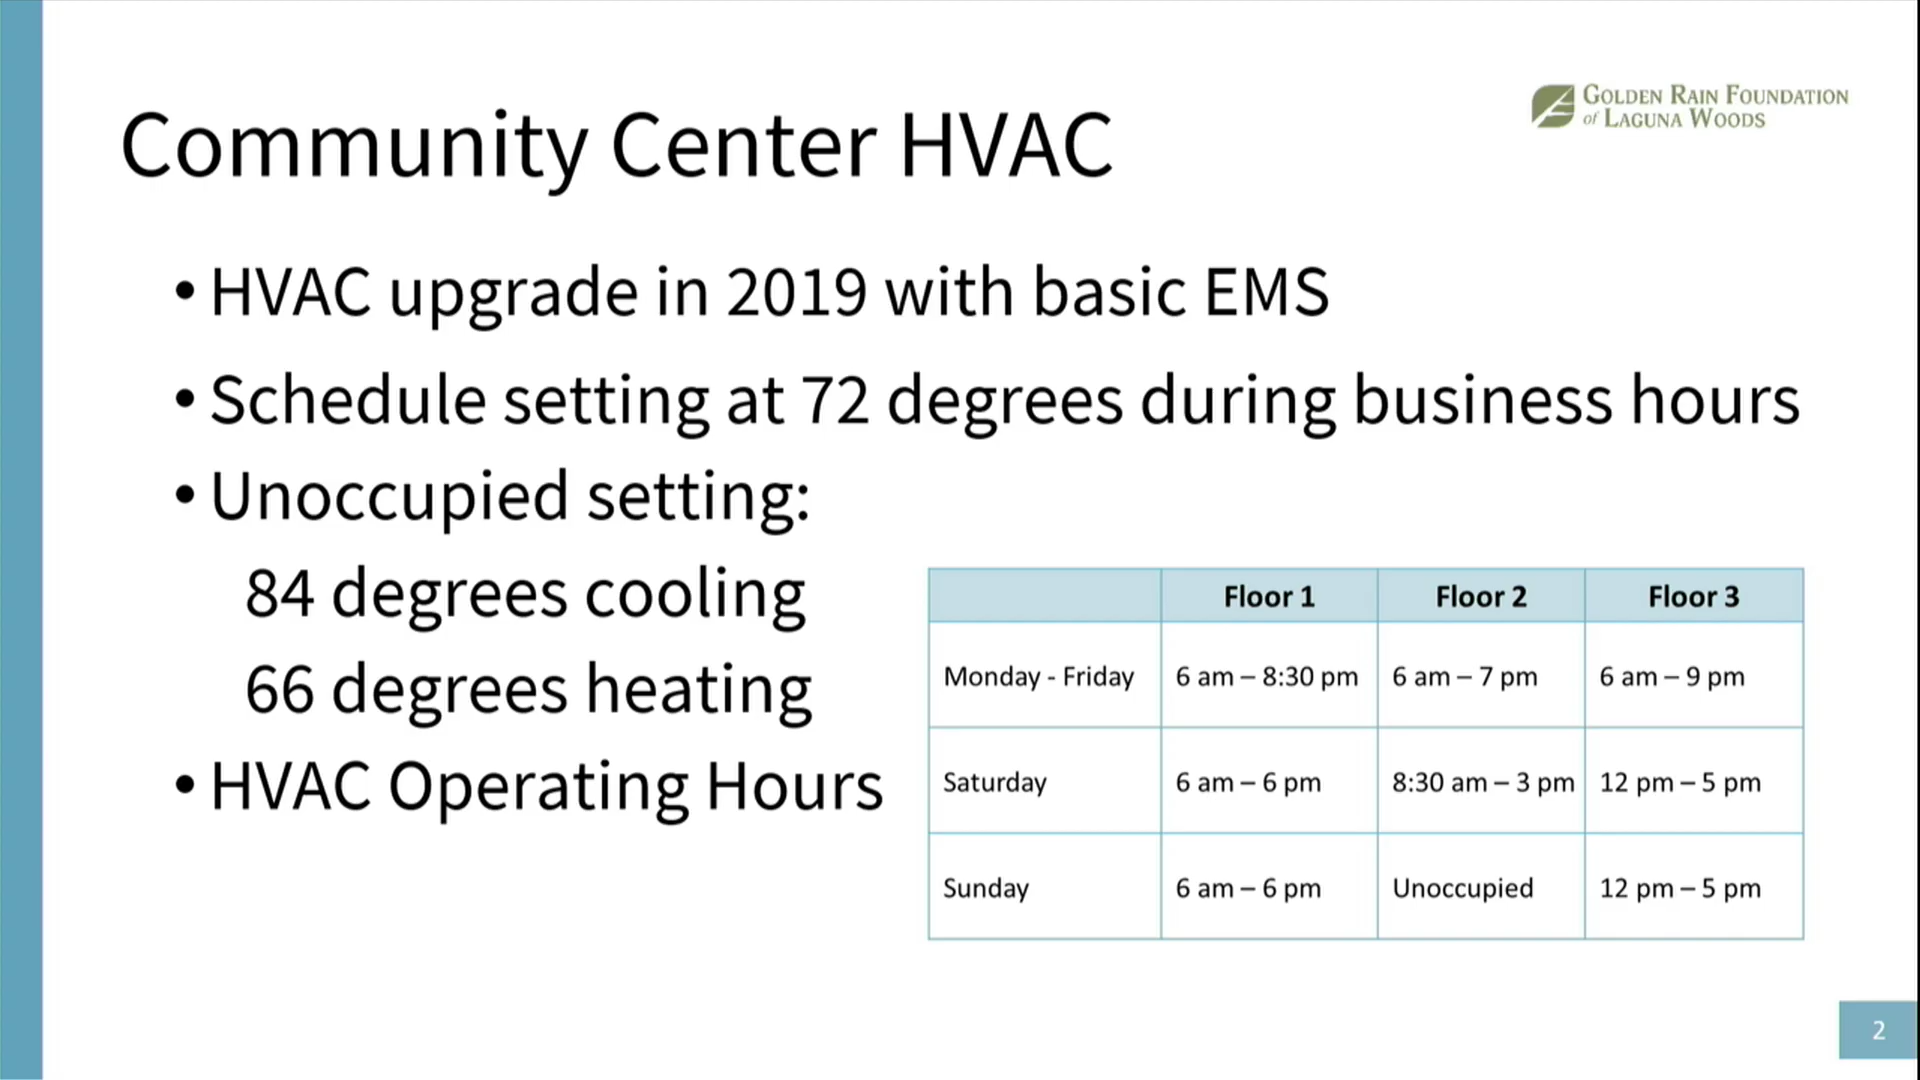 GOLDEN RAIN FOUNDATION
of LAGUNA WOODS
Community Center HVAC
• HVAC upgrade in 2019 with basic EMS
• Schedule setting at 72 degrees during business hours
• Unoccupied setting:
84 degrees cooling
66 degrees heating
• HVAC Operating Hours
Floor 1 Floor 2 Floor 3
Monday - Friday 6 am – 8:30 pm 6 am – 7 pm 6 am – 9 pm
Saturday 6 am – 6 pm 8:30 am – 3 pm 12 pm – 5 pm
Sunday 6 am – 6 pm Unoccupied 12 pm – 5 pm
2